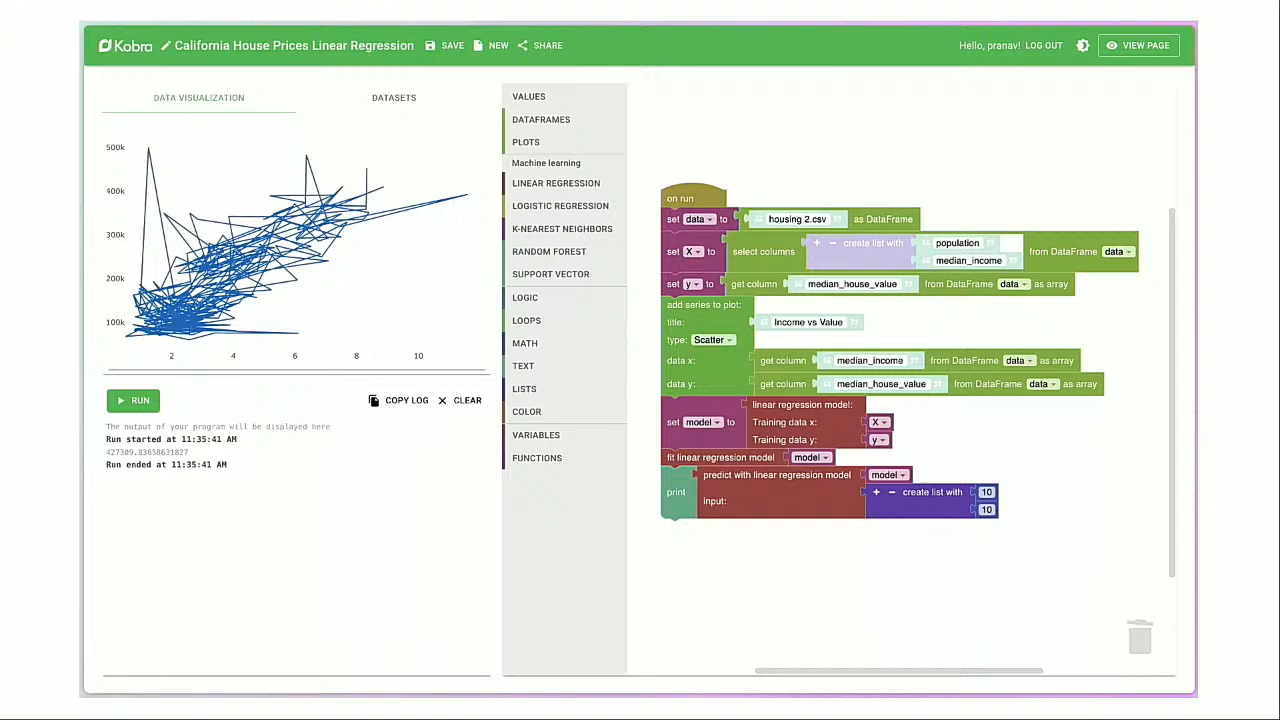 Kobra California House Prices Linear Regression SAVE NEW SHARE
Hello, pranav! LOG OUT VIEW PAGE
DATA VISUALIZATION DATASETS
500k
400k
300k
200k
100k
2 4 6 8 10
RUN COPY LOG CLEAR
The output of your program will be displayed here
Run started at 11:35:41 AM
427309.83658631827
Run ended at 11:35:41 AM
VALUES
DATAFRAMES
PLOTS
Machine learning
LINEAR REGRESSION
LOGISTIC REGRESSION
K-NEAREST NEIGHBORS
RANDOM FOREST
SUPPORT VECTOR
LOGIC
LOOPS
MATH
TEXT
LISTS
COLOR
VARIABLES
FUNCTIONS
on run
set data to “ housing 2.csv ” as DataFrame
set X to select columns + − create list with “ population ” from DataFrame data
“ median_income ”
set y to get column “ median_house_value ” from DataFrame data as array
add series to plot:
title: “ Income vs Value ”
type: Scatter
data x: get column “ median_income ” from DataFrame data as array
data y: get column “ median_house_value ” from DataFrame data as array
set model to linear regression model:
Training data x: X
Training data y: y
fit linear regression model model
print predict with linear regression model model
input: + − create list with 10
10